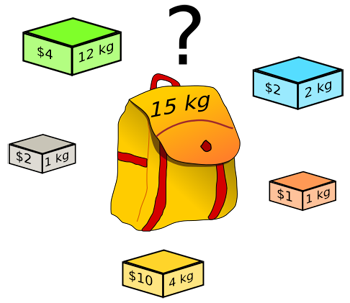 ?
$4 12 kg
15 kg
$2 2 kg
$2 1 kg
$1 1 kg
$10 4 kg